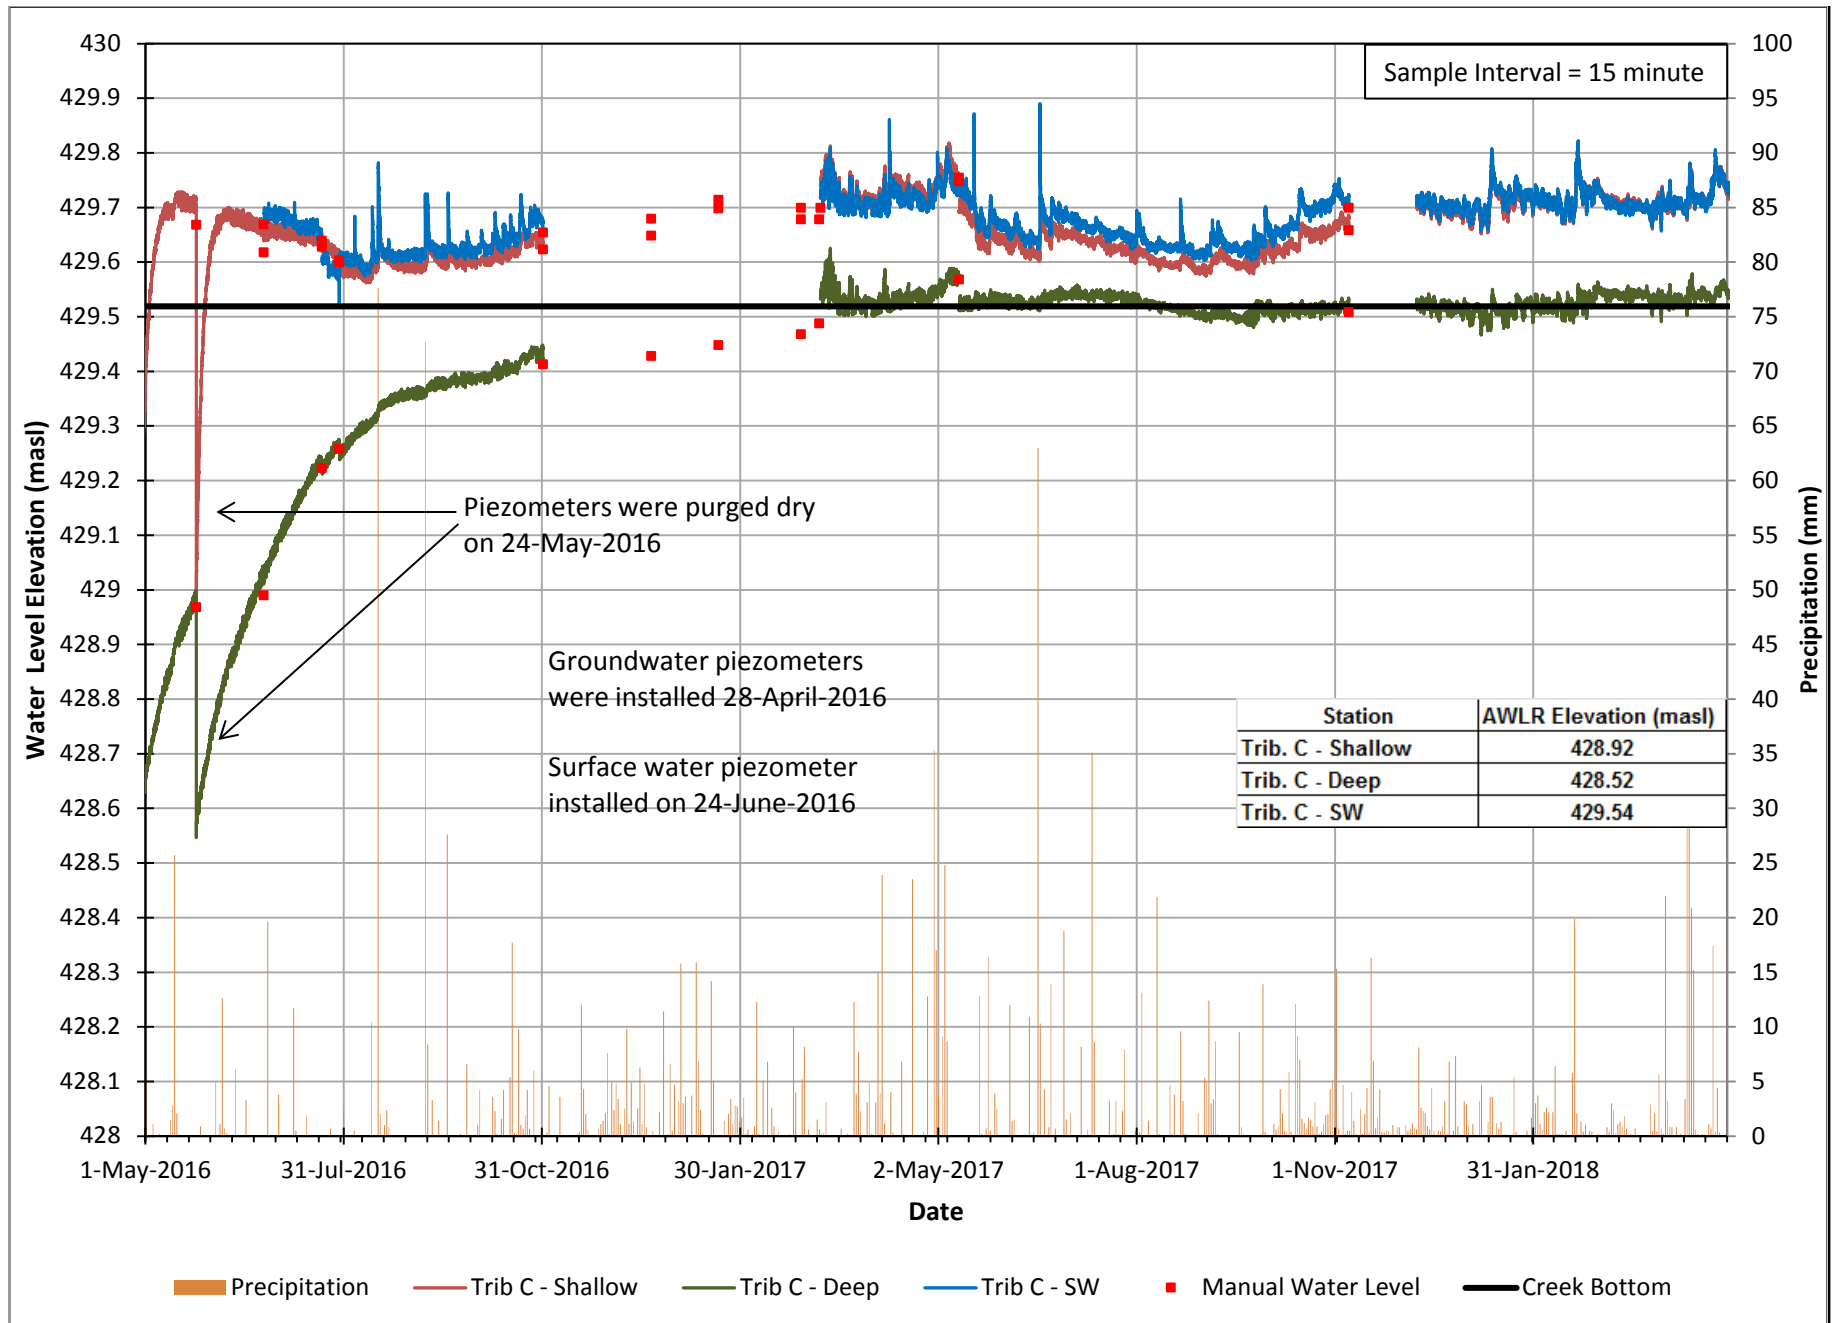 Sample Interval = 15 minute
430
429.9
429.8
429.7
429.6
429.5
429.4
429.3
429.2
429.1
429
428.9
428.8
428.7
428.6
428.5
428.4
428.3
428.2
428.1
428
Water Level Elevation (masl)
100
95
90
85
80
75
70
65
60
55
50
45
40
35
30
25
20
15
10
5
0
Precipitation (mm)
Piezometers were purged dry
on 24-May-2016
Groundwater piezometers
were installed 28-April-2016
Surface water piezometer
installed on 24-June-2016
Station AWLR Elevation (masl)
Trib. C - Shallow 428.92
Trib. C - Deep 428.52
Trib. C - SW 429.54
1-May-2016 31-Jul-2016 31-Oct-2016 30-Jan-2017 2-May-2017 1-Aug-2017 1-Nov-2017 31-Jan-2018
Date
Precipitation Trib C - Shallow Trib C - Deep Trib C - SW Manual Water Level Creek Bottom